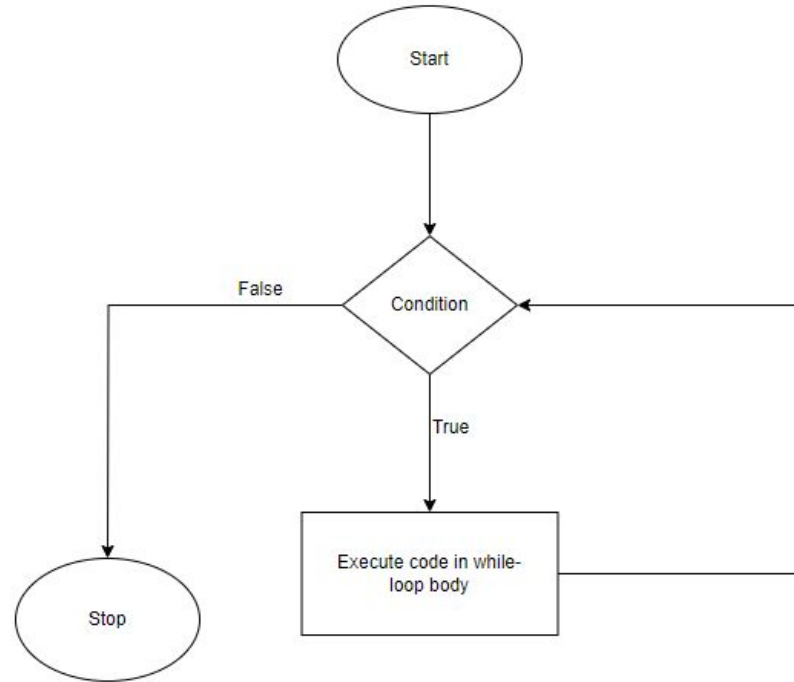 Start
False
Condition
True
Execute code in while-
loop body
Stop